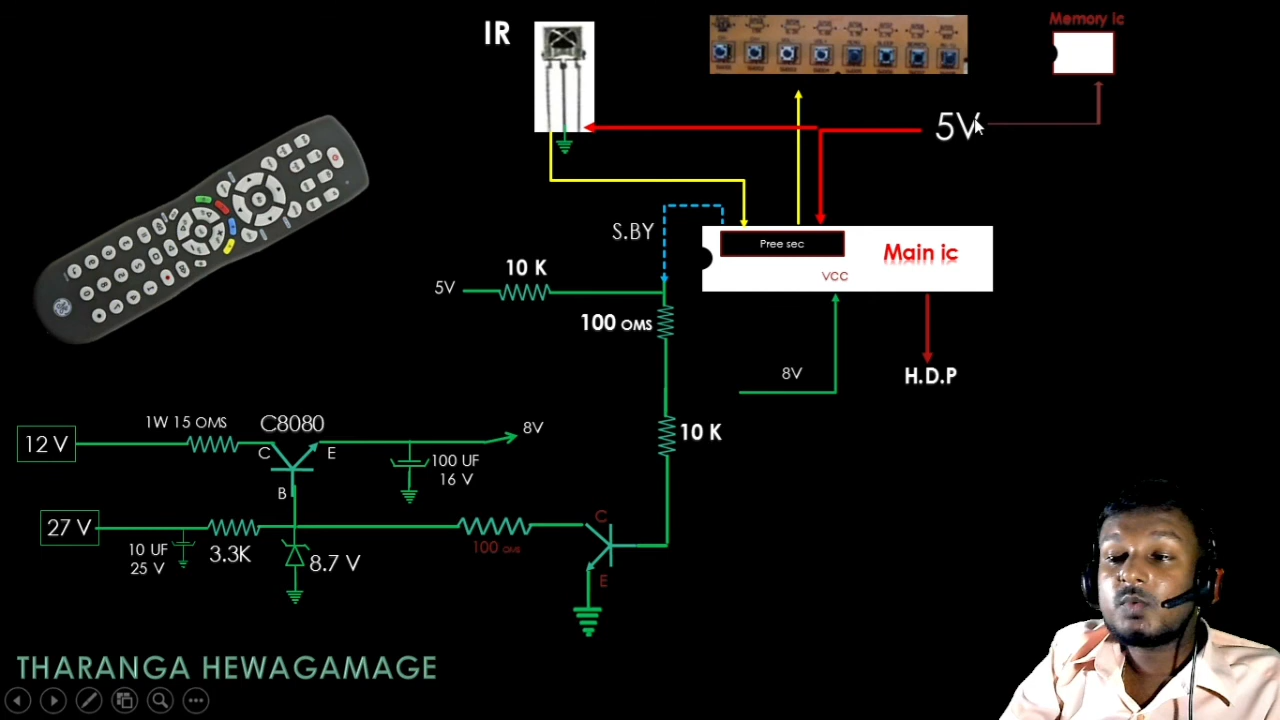 IR
Memory ic
5V
S.BY
Pree sec
Main ic
VCC
10 K
5V
100 OMS
8V
H.D.P
1W 15 OMS
C8080
12 V
C
E
8V
10 K
100 UF
16 V
B
27 V
10 UF
25 V
3.3K
8.7 V
100 OMS
C
E
THARANGA HEWAGAMAGE